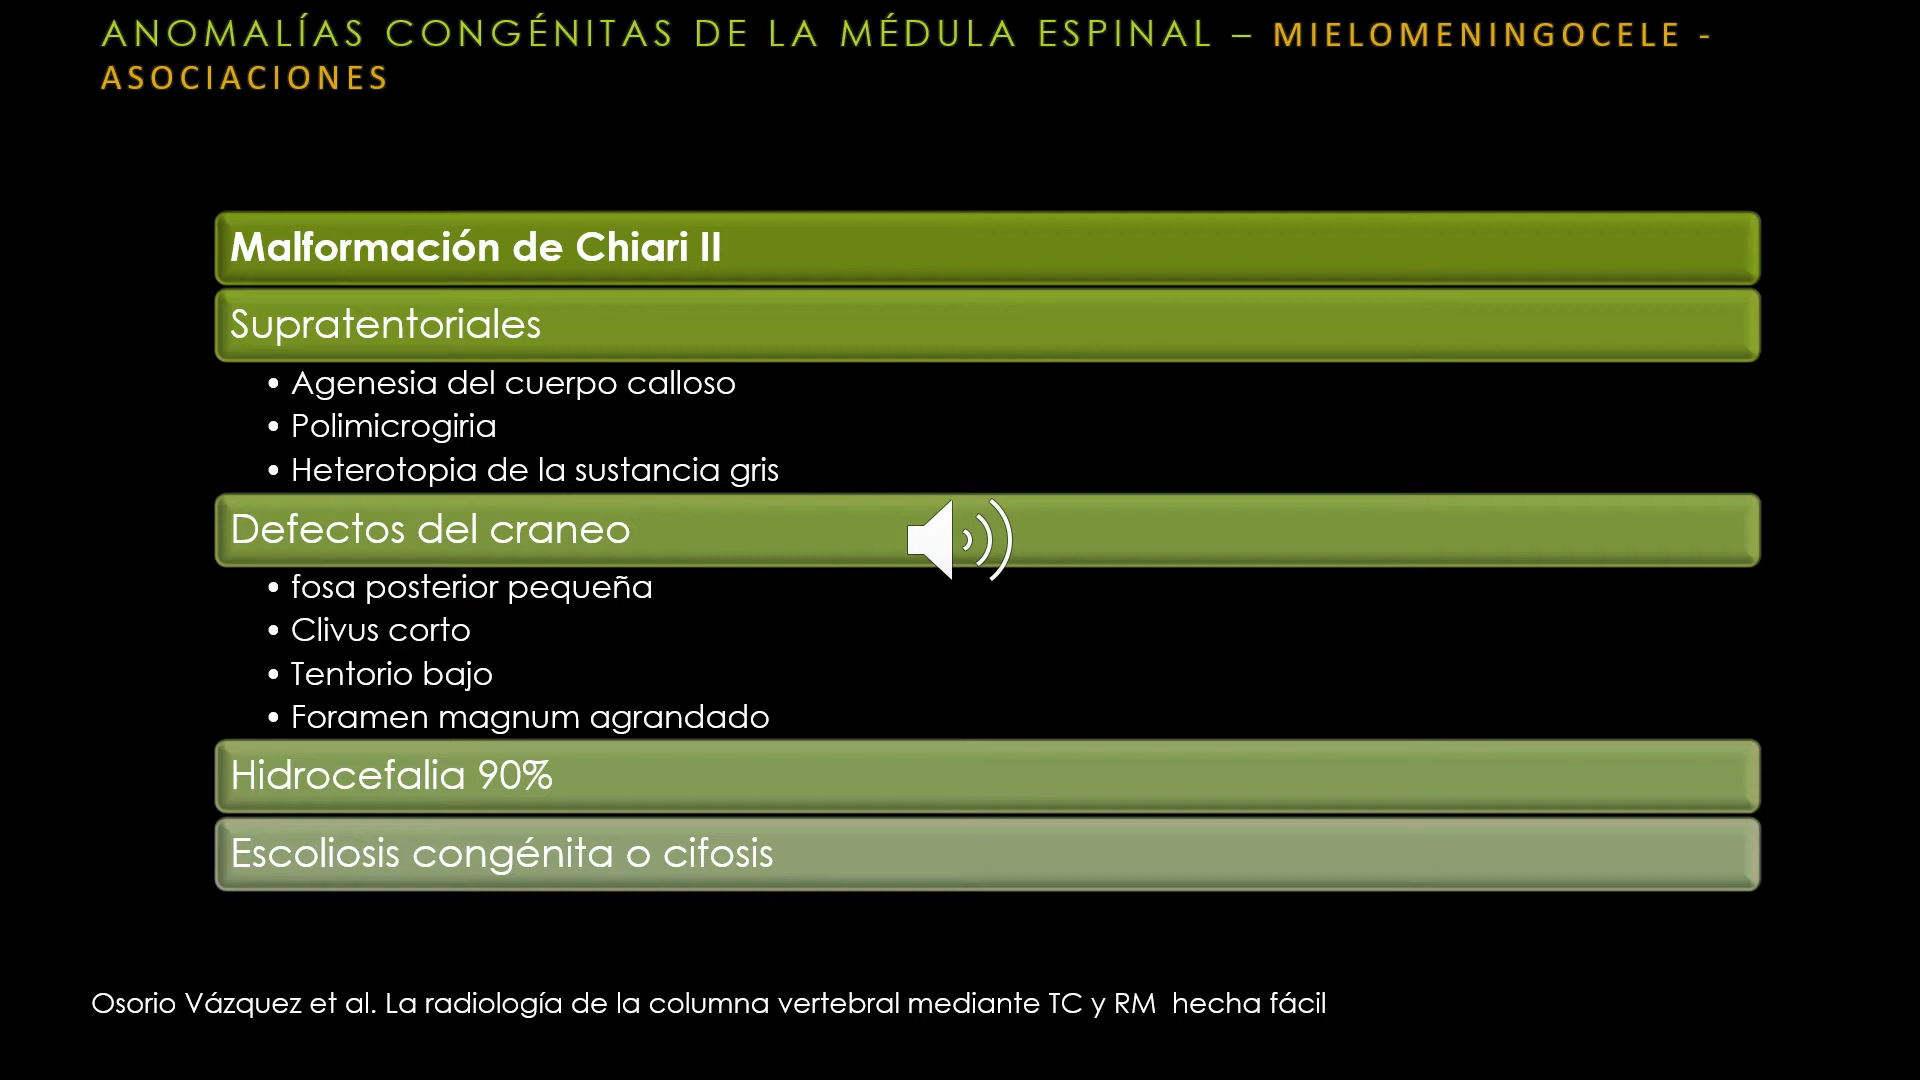 ANOMALÍAS CONGÉNITAS DE LA MÉDULA ESPINAL – MIELOMENINGOCELE -
ASOCIACIONES
Malformación de Chiari II
Supratentoriales
• Agenesia del cuerpo calloso
• Polimicrogiria
• Heterotopia de la sustancia gris
Defectos del craneo
• fosa posterior pequeña
• Clivus corto
• Tentorio bajo
• Foramen magnum agrandado
Hidrocefalia 90%
Escoliosis congénita o cifosis
Osorio Vázquez et al. La radiología de la columna vertebral mediante TC y RM hecha fácil